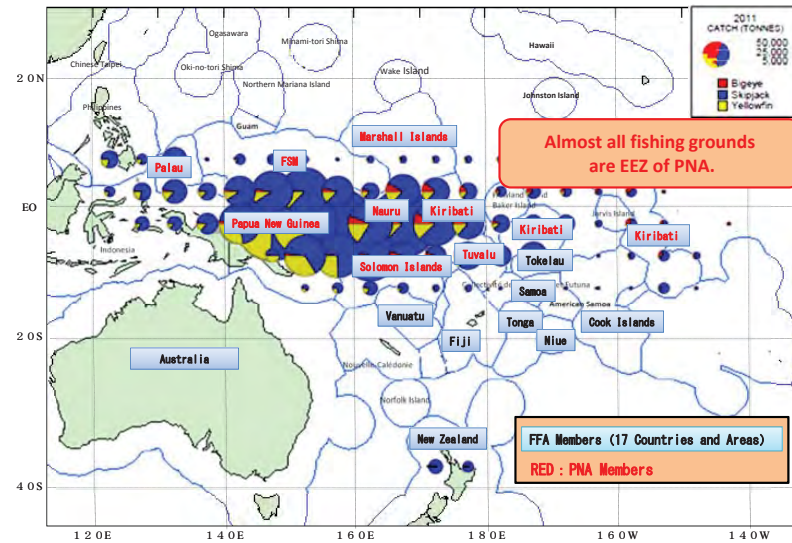 2011
CATCH (TONNES)
50,000
25,000
5,000
Bigeye
Skipjack
Yellowfin
Ogasawara
Minami-tori Shima
Hawaii
Chinese Taipei
Oki-no-tori Shima
Wake Island
20N
Northern Mariana Island
Johnston Island
Philippines
Guam
Marshall Islands
Almost all fishing grounds
are EEZ of PNA.
Palau
FSM
EQ
Nauru
Kiribati
Baker Island
Jarvis Island
Papua New Guinea
Kiribati
Kiribati
Indonesia
Tuvalu
Tokelau
Solomon Islands
Samoa
American Samoa
Vanuatu
Tonga
Cook Islands
20S
Fiji
Niue
Australia
Nouvelle Calédonie
Norfolk Island
New Zealand
FFA Members (17 Countries and Areas)
RED : PNA Members
40S
120E
140E
160E
180E
160W
140W